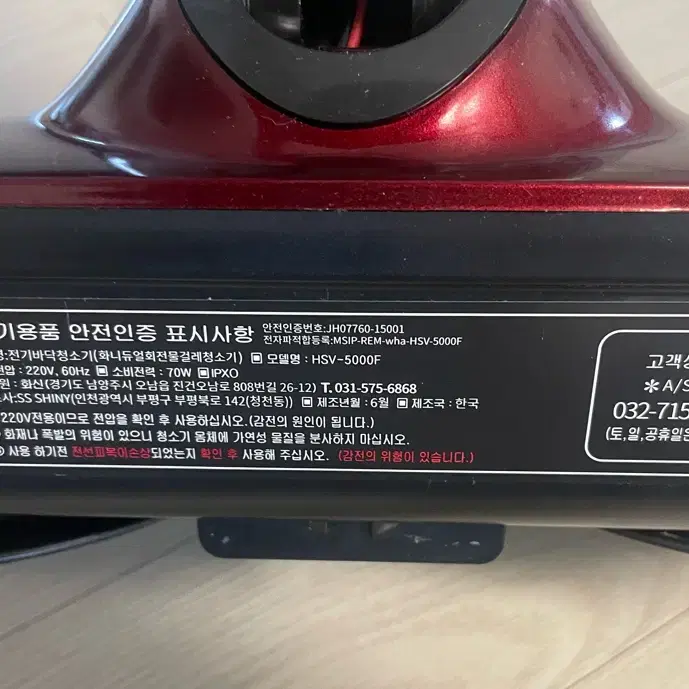 기용품 안전인증 표시사항 안전인증번호:JH07760-15001
전자파적합등록:MSIP-REM-wha-HSV-5000F
명:전기바닥청소기(화니듀얼회전물걸레청소기) ▣ 모델명 : HSV-5000F
전압 : 220V, 60Hz ▣ 소비전력 : 70W ▣ IPXO
원 : 화신(경기도 남양주시 오남읍 진건오남로 808번길 26-12) T. 031-575-6868
사:SS SHINY(인천광역시 부평구 부평북로 142(청천동)) ▣ 제조년월 : 6월 ▣ 제조국 : 한국
220V전용이므로 전압을 확인 후 사용하십시오.(감전의 원인이 됩니다.)
화재나 폭발의 위험이 있으니 청소기 몸체에 가연성 물질을 분사하지 마십시오.
사용 하기전 전선피복이손상되었는지 확인 후 사용해 주십시오. (감전의 위험이 있습니다.)
고객상
※A/S
032-715
(토,일,공휴일은